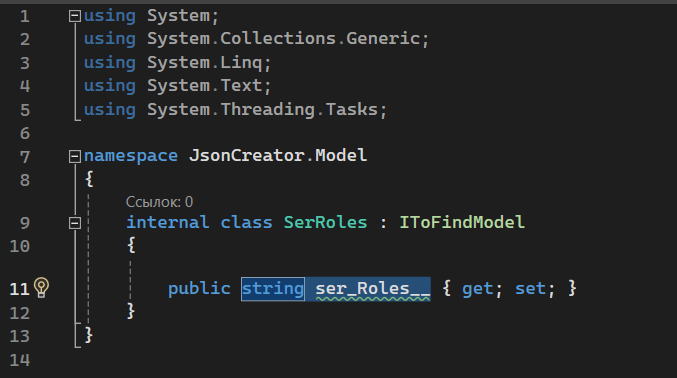 1 using System;
2 using System.Collections.Generic;
3 using System.Linq;
4 using System.Text;
5 using System.Threading.Tasks;
6
7 namespace JsonCreator.Model
8 {
Ссылок: 0
9 internal class SerRoles : IToFindModel
10 {
11 public string ser_Roles__ { get; set; }
12 }
13 }
14